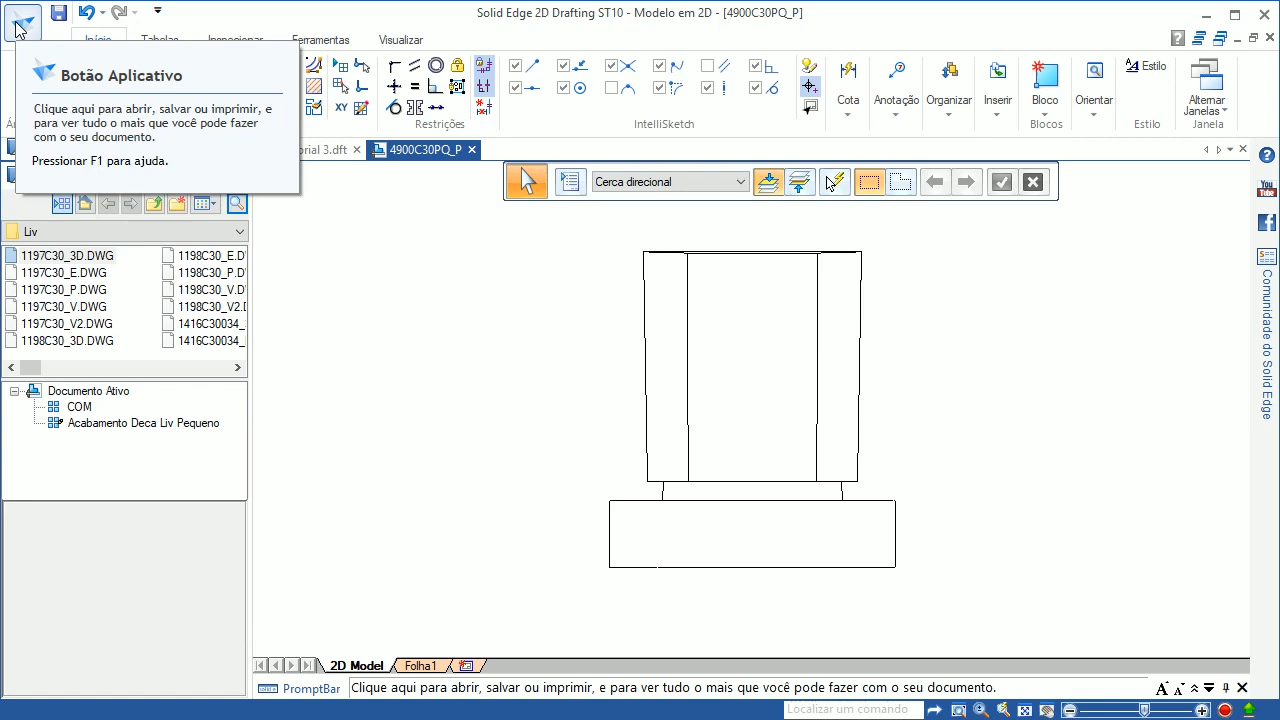 Solid Edge 2D Drafting ST10 - Modelo em 2D - [4900C30PQ_P]
Início
Tabelas
Inspecionar
Ferramentas
Visualizar
Botão Aplicativo
Clique aqui para abrir, salvar ou imprimir, e
para ver tudo o mais que você pode fazer
com o seu documento.
Pressionar F1 para ajuda.
XY
Restrições
IntelliSketch
Cota
Anotação
Organizar
Inserir
Bloco
Blocos
Orientar
Estilo
Estilo
Alternar
Janelas
Janela
orial 3.dft
4900C30PQ_P
Cerca direcional
Liv
1197C30_3D.DWG
1197C30_E.DWG
1197C30_P.DWG
1197C30_V.DWG
1197C30_V2.DWG
1198C30_3D.DWG
1198C30_E.D
1198C30_P.D
1198C30_V.D
1198C30_V2.
1416C30034_
1416C30034_
Documento Ativo
COM
Acabamento Deca Liv Pequeno
You
Tube
Comunidade do Solid Edge
2D Model
Folha1
PromptBar
Clique aqui para abrir, salvar ou imprimir, e para ver tudo o mais que você pode fazer com o seu documento.
Localizar um comando